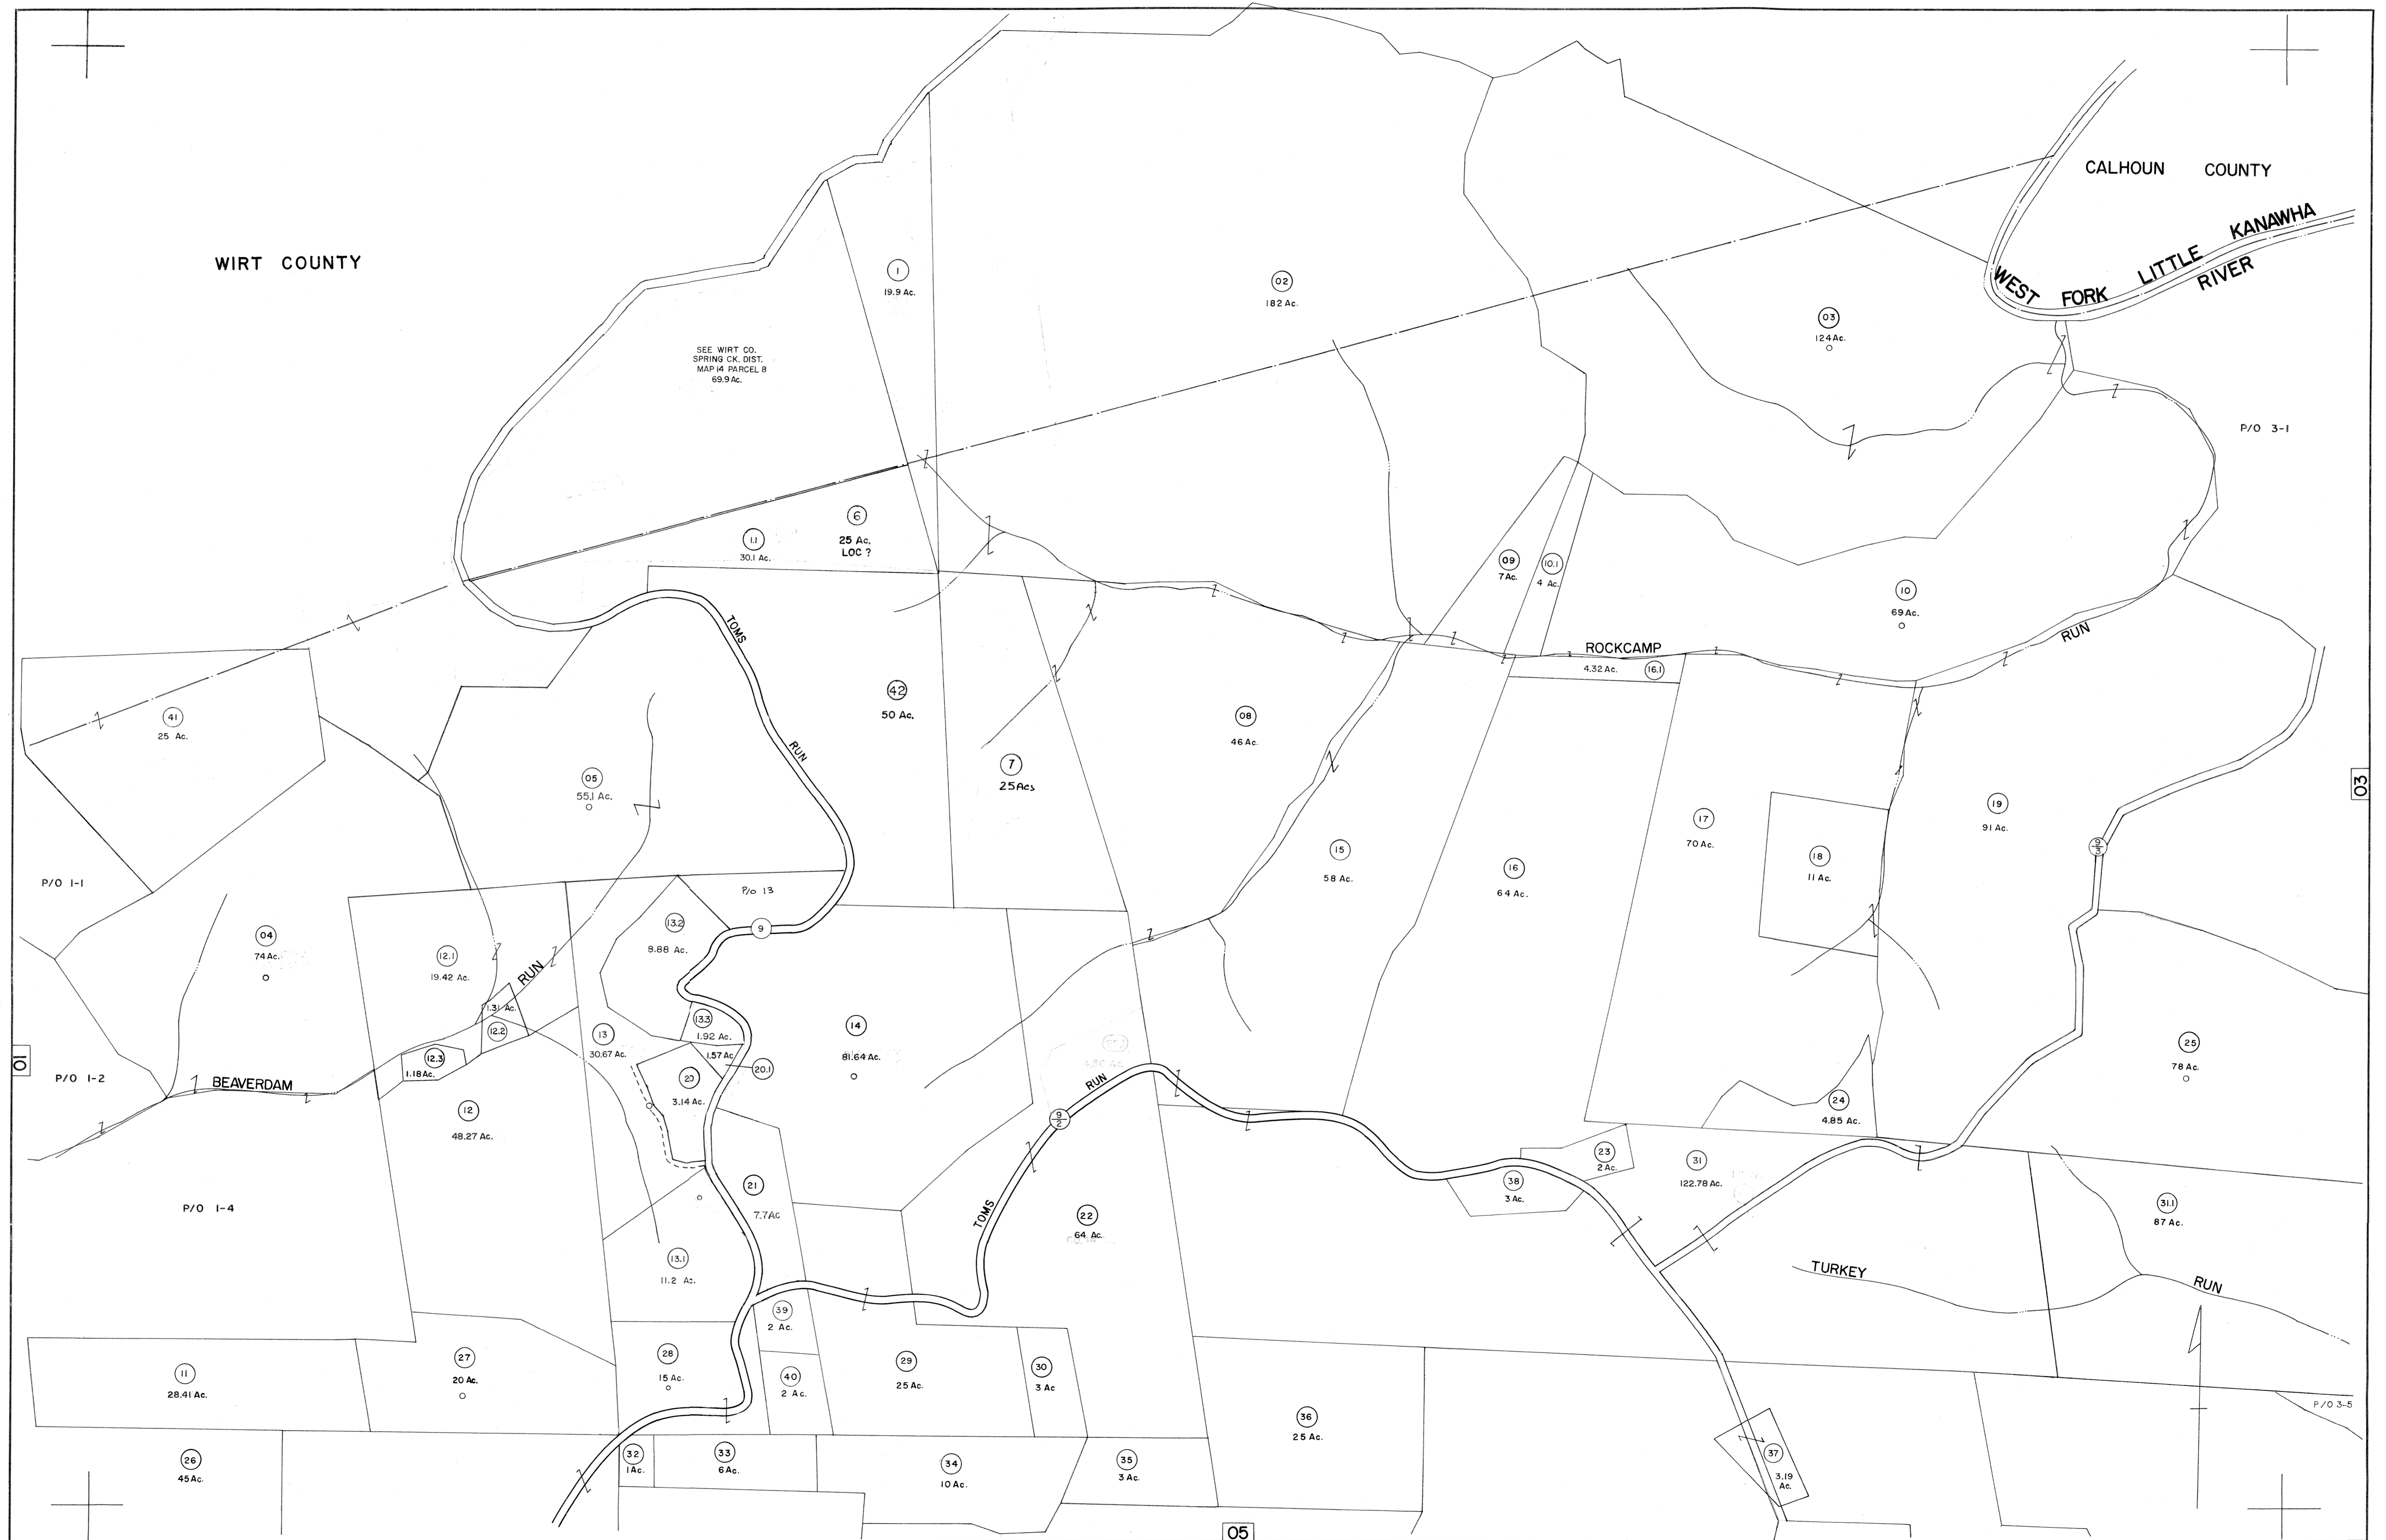 CALHOUN COUNTY
WIRT COUNTY
WEST FORK LITTLE KANAWHA
RIVER
1
19.9 Ac.
02
182 Ac.
03
124 Ac.
SEE WIRT CO.
SPRING CK. DIST.
MAP 14 PARCEL 8
69.9 Ac.
P/O 3-1
6
25 Ac.
LOC ?
1.1
30.1 Ac.
09
7 Ac.
10.1
4 Ac.
10
69 Ac.
TOMS
RUN
ROCKCAMP
RUN
4.32 Ac.
16.1
41
25 Ac.
42
50 Ac.
08
46 Ac.
05
55.1 Ac.
7
25 Acs
03
19
91 Ac.
17
70 Ac.
9
3
15
58 Ac.
16
64 Ac.
18
11 Ac.
P/O 1-1
P/o 13
04
74 Ac.
13.2
8.88 Ac.
9
12.1
19.42 Ac.
RUN
1.31 Ac.
12.2
13
30.67 Ac.
13.3
1.92 Ac.
14
81.64 Ac.
12.3
1.18 Ac.
1.57 Ac.
20.1
20
3.14 Ac.
25
78 Ac.
01
P/O 1-2
BEAVERDAM
12
48.27 Ac.
RUN
9
2
24
4.85 Ac.
23
2 Ac.
31
122.78 Ac.
38
3 Ac.
21
7.7 Ac
P/O 1-4
TOMS
22
64 Ac.
31.1
87 Ac.
13.1
11.2 Ac.
TURKEY
RUN
39
2 Ac.
11
28.41 Ac.
27
20 Ac.
28
15 Ac.
40
2 Ac.
29
25 Ac.
30
3 Ac
P/O 3-5
36
25 Ac.
26
45 Ac.
32
1 Ac.
33
6 Ac.
34
10 Ac.
35
3 Ac.
37
3.19
Ac.
05